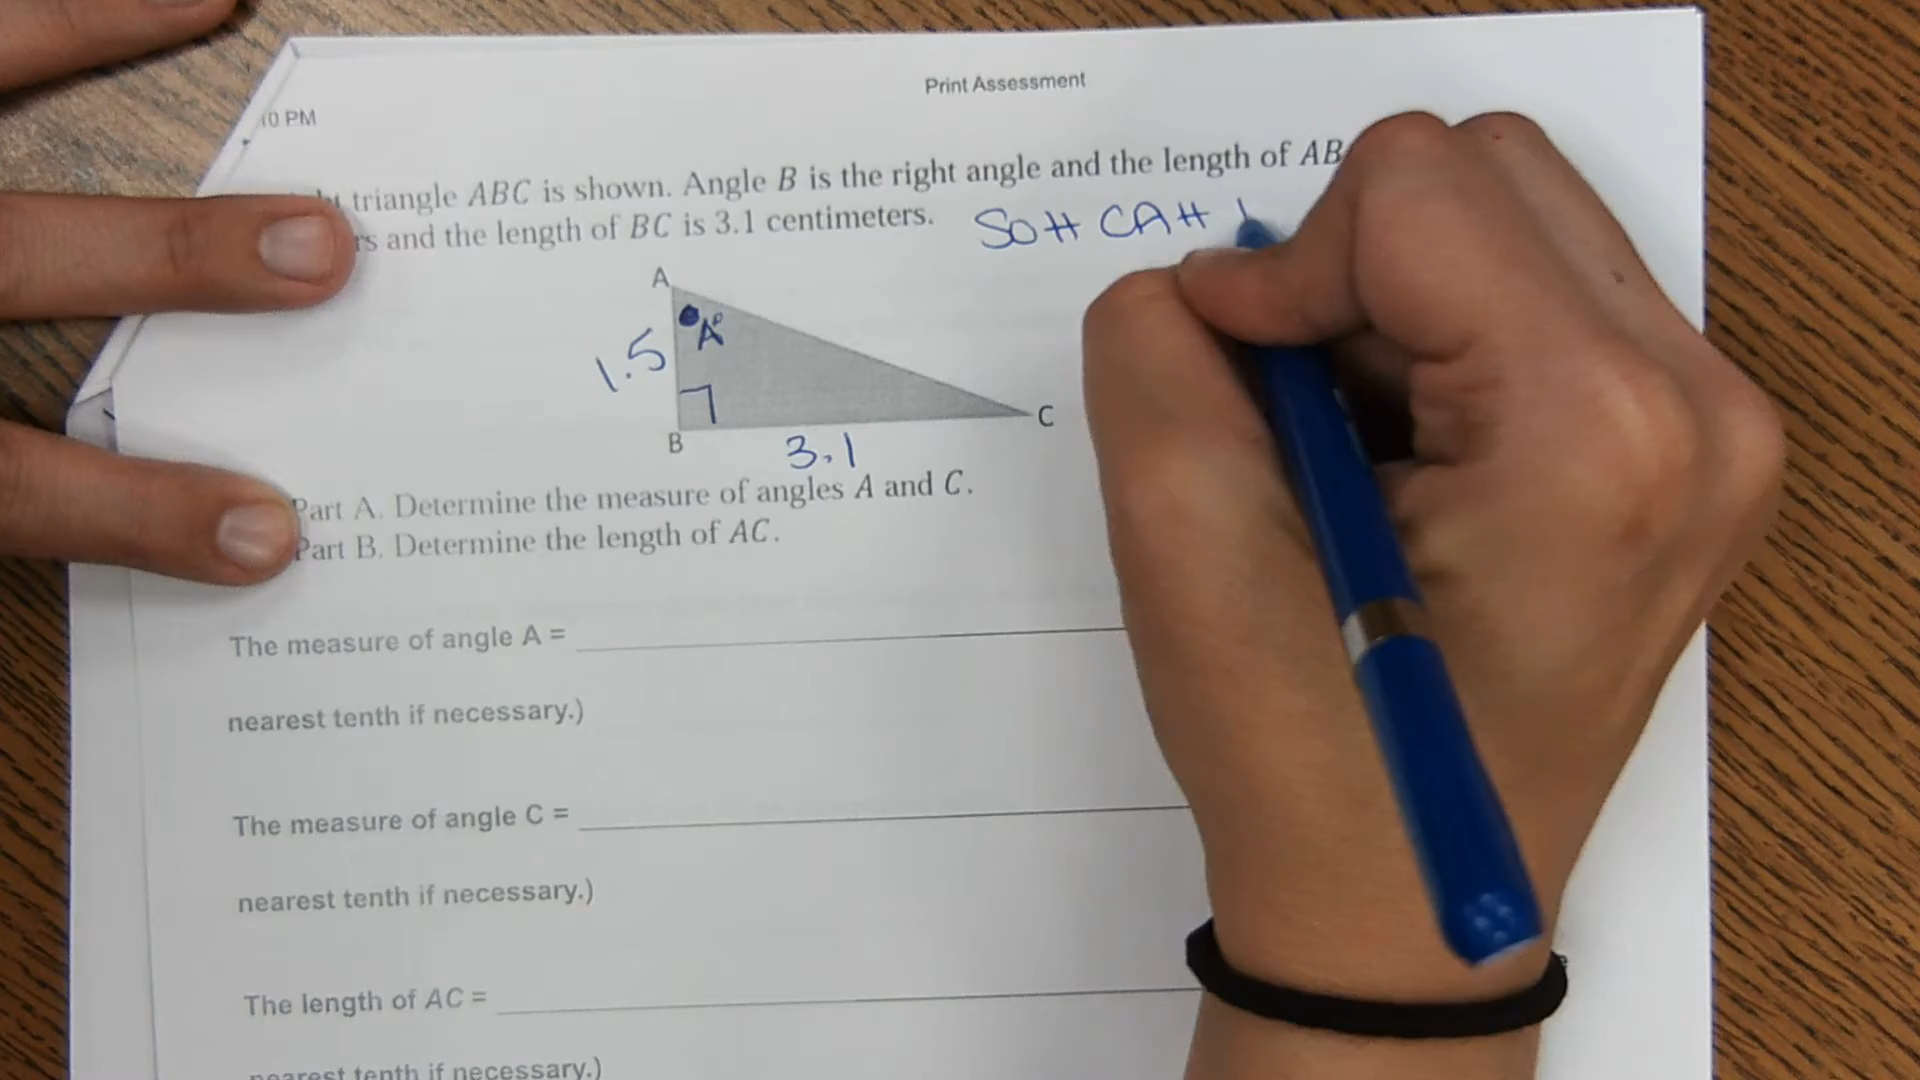 Print Assessment
10 PM
triangle ABC is shown. Angle B is the right angle and the length of AB
rs and the length of BC is 3.1 centimeters. SOH CAH
A
A°
1.5
B
C
3.1
Part A. Determine the measure of angles A and C.
Part B. Determine the length of AC.
The measure of angle A =
nearest tenth if necessary.)
The measure of angle C =
nearest tenth if necessary.)
The length of AC =
nearest tenth if necessary.)